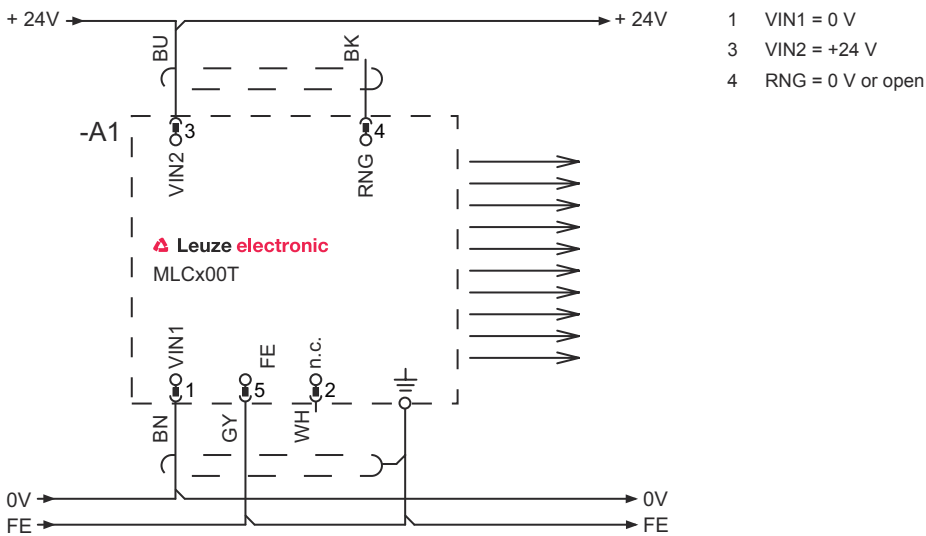 + 24V
+ 24V
1 VIN1 = 0 V
3 VIN2 = +24 V
4 RNG = 0 V or open
BU
BK
-A1
3
4
VIN2
RNG
Leuze electronic
MLCx00T
VIN1
FE
n.c.
1
5
2
BN
GY
WH
0V
0V
FE
FE